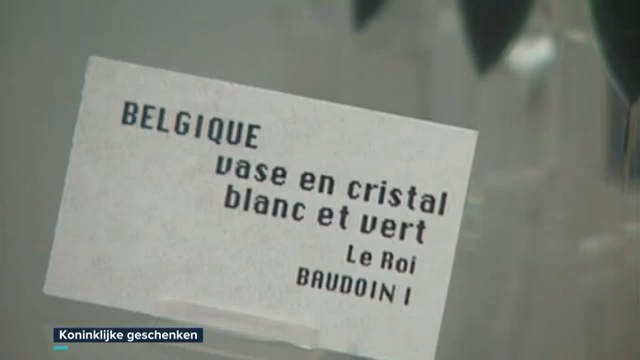 BELGIQUE
vase en cristal
blanc et vert
Le Roi
BAUDOIN I
Koninklijke geschenken